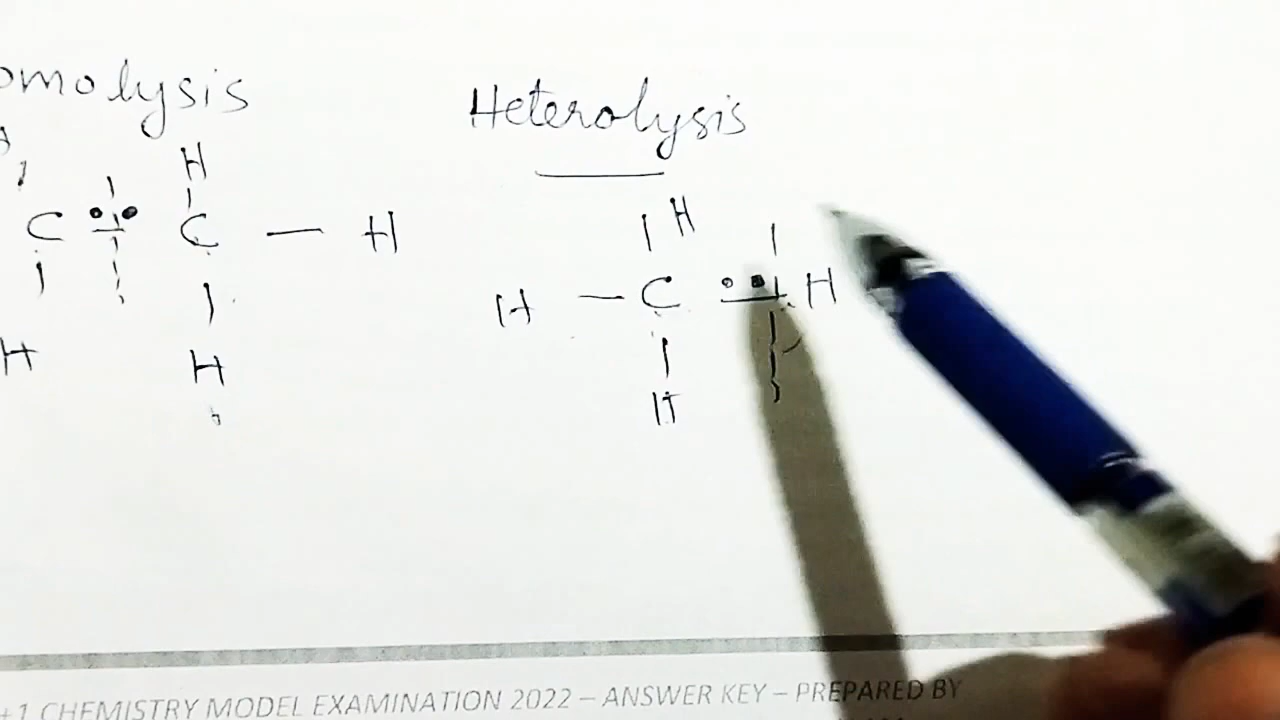 omolysis
Heterolysis
H
H
C C — H
H — C H
H H
H
+1 CHEMISTRY MODEL EXAMINATION 2022 – ANSWER KEY – PREPARED BY